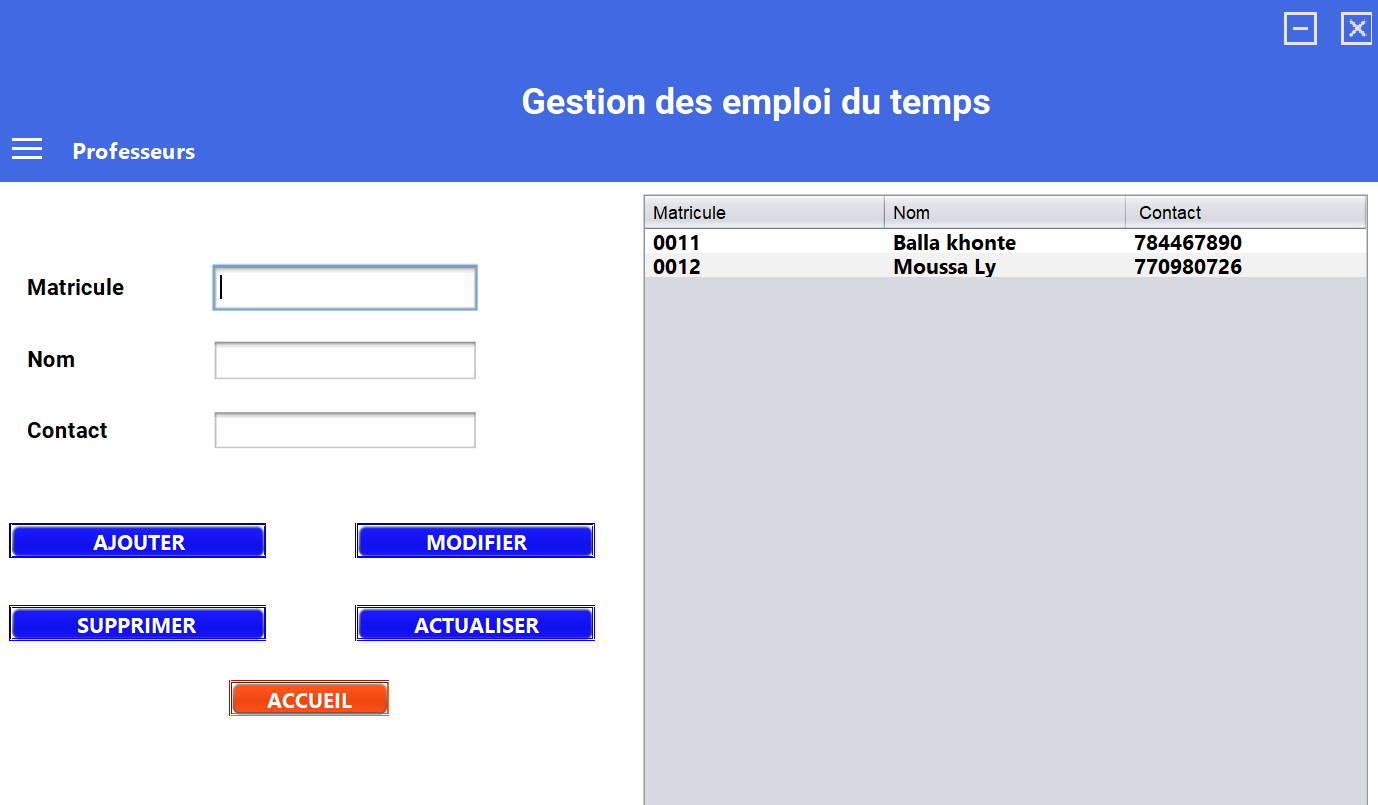 Gestion des emploi du temps
Professeurs
Matricule
Nom
Contact
AJOUTER MODIFIER
SUPPRIMER ACTUALISER
ACCUEIL
Matricule Nom Contact
0011 Balla khonte 784467890
0012 Moussa Ly 770980726